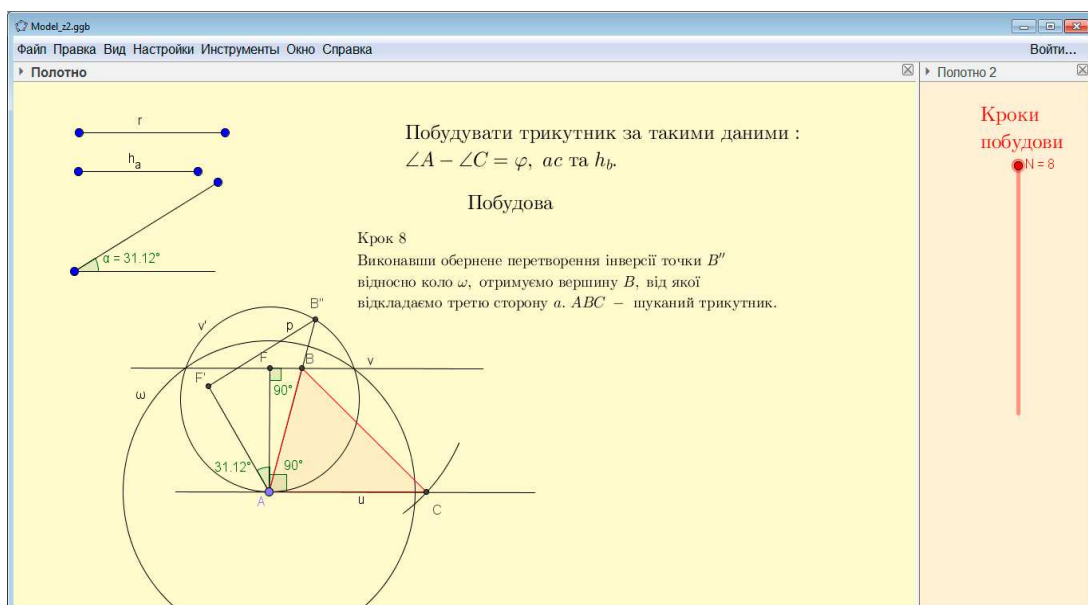 Model_z2.ggb
Файл Правка Вид Настройки Инструменты Окно Справка Войти...
Полотно
Полотно 2
r
h_a
α = 31.12°
Побудувати трикутник за такими даними :
∠A − ∠C = φ, ac та h_b.
Побудова
Крок 8
Виконавши обернене перетворення інверсії точки B″
відносно коло ω, отримуємо вершину B, від якої
відкладаємо третю сторону a. ABC − шуканий трикутник.
Кроки
побудови
N = 8
B"
v'
p
F
B
v
F'
90°
ω
31.12°
90°
A
u
C